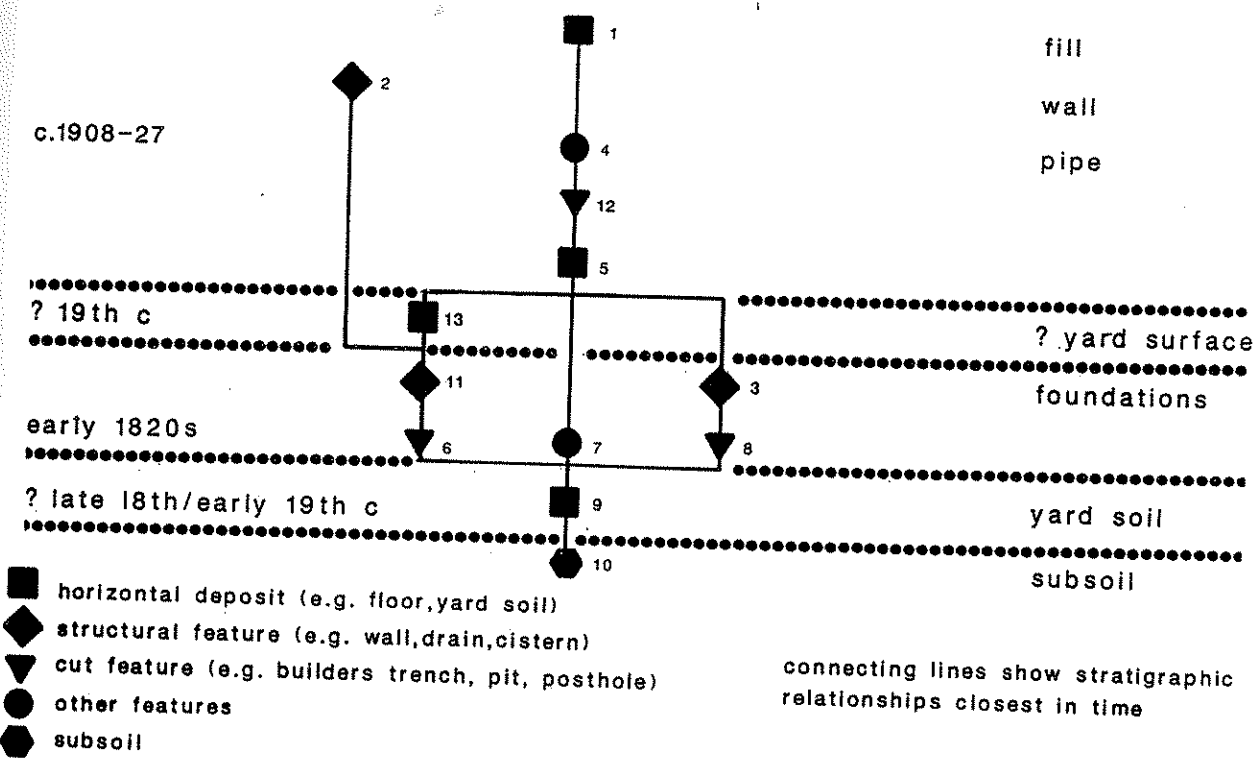 1
fill
2
wall
c.1908-27
4
pipe
12
5
? 19th c
13
? yard surface
11
3
foundations
early 1820s
6
7
8
? late 18th/early 19th c
9
yard soil
10
subsoil
horizontal deposit (e.g. floor,yard soil)
structural feature (e.g. wall,drain,cistern)
cut feature (e.g. builders trench, pit, posthole)
other features
subsoil
connecting lines show stratigraphic
relationships closest in time